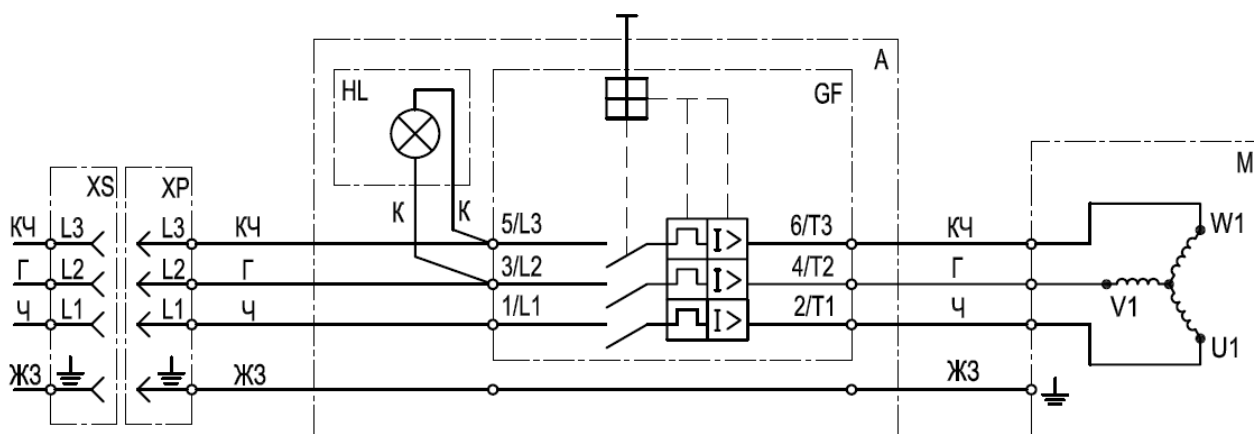 A
HL
GF
M
XS
XP
К
К
КЧ
L3
L3
КЧ
5/L3
I>
6/T3
КЧ
W1
Г
L2
L2
Г
3/L2
I>
4/T2
Г
V1
Ч
L1
L1
Ч
1/L1
I>
2/T1
Ч
U1
ЖЗ
ЖЗ
ЖЗ